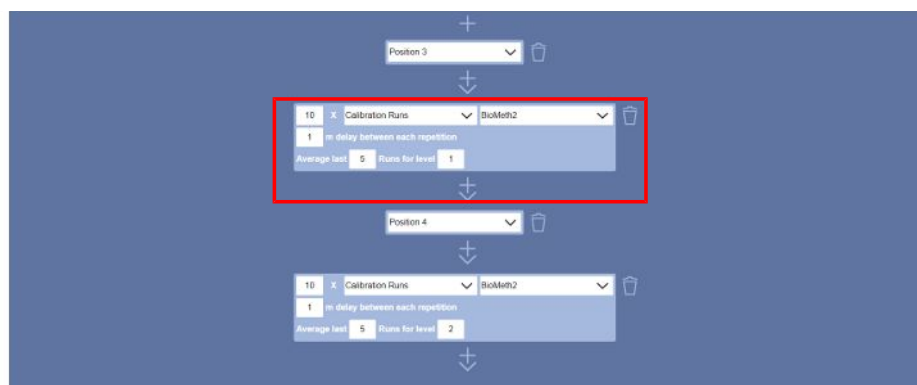 Position 3
10 X Calibration Runs BioMeth2
1 m delay between each repetition
Average last 5 Runs for level 1
Position 4
10 X Calibration Runs BioMeth2
1 m delay between each repetition
Average last 5 Runs for level 2